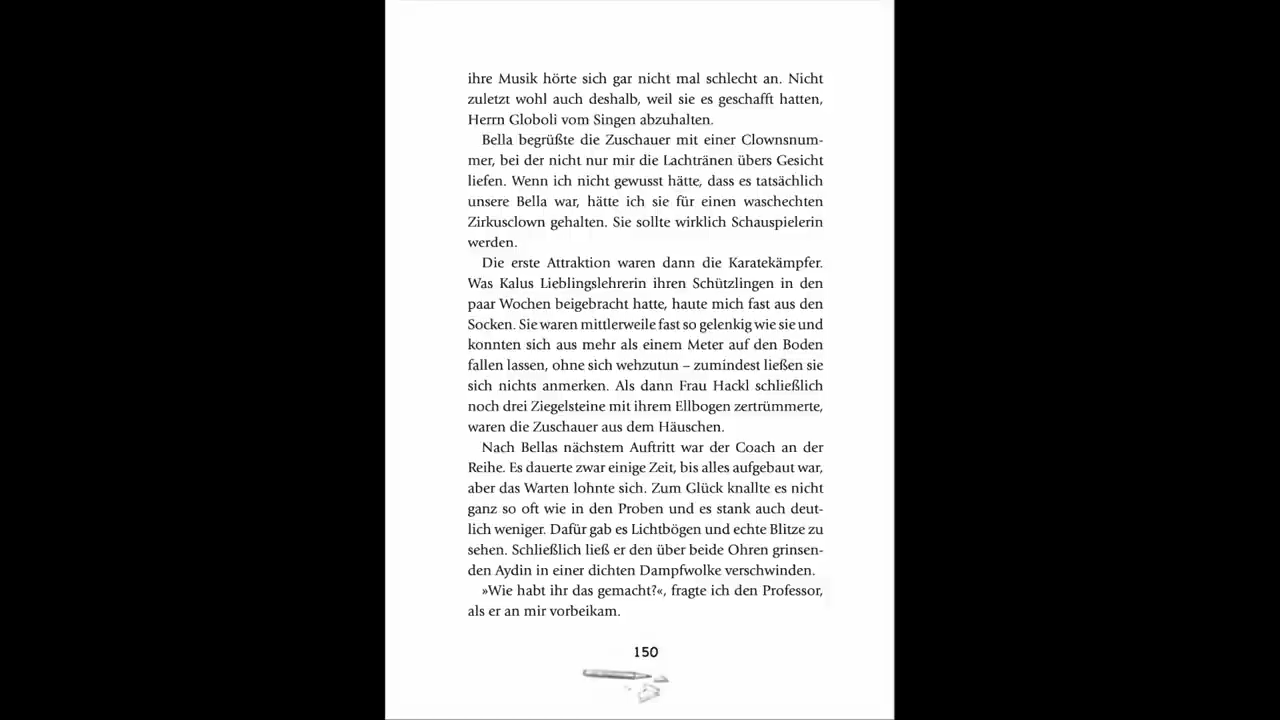 ihre Musik hörte sich gar nicht mal schlecht an. Nicht
zuletzt wohl auch deshalb, weil sie es geschafft hatten,
Herrn Globoli vom Singen abzuhalten.
Bella begrüßte die Zuschauer mit einer Clownsnum-
mer, bei der nicht nur mir die Lachtränen übers Gesicht
liefen. Wenn ich nicht gewusst hätte, dass es tatsächlich
unsere Bella war, hätte ich sie für einen waschechten
Zirkusclown gehalten. Sie sollte wirklich Schauspielerin
werden.
Die erste Attraktion waren dann die Karatekämpfer.
Was Kalus Lieblingslehrerin ihren Schützlingen in den
paar Wochen beigebracht hatte, haute mich fast aus den
Socken. Sie waren mittlerweile fast so gelenkig wie sie und
konnten sich aus mehr als einem Meter auf den Boden
fallen lassen, ohne sich wehzutun – zumindest ließen sie
sich nichts anmerken. Als dann Frau Hackl schließlich
noch drei Ziegelsteine mit ihrem Ellbogen zertrümmerte,
waren die Zuschauer aus dem Häuschen.
Nach Bellas nächstem Auftritt war der Coach an der
Reihe. Es dauerte zwar einige Zeit, bis alles aufgebaut war,
aber das Warten lohnte sich. Zum Glück knallte es nicht
ganz so oft wie in den Proben und es stank auch deut-
lich weniger. Dafür gab es Lichtbögen und echte Blitze zu
sehen. Schließlich ließ er den über beide Ohren grinsen-
den Aydin in einer dichten Dampfwolke verschwinden.
»Wie habt ihr das gemacht?«, fragte ich den Professor,
als er an mir vorbeikam.
150